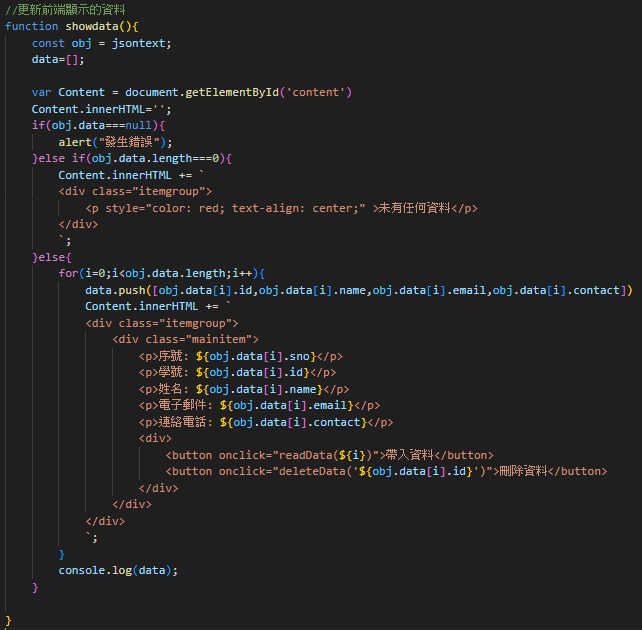 //更新前端顯示的資料
function showdata(){
    const obj = jsontext;
    data=[];

    var Content = document.getElementById('content')
    Content.innerHTML='';
    if(obj.data===null){
        alert("發生錯誤");
    }else if(obj.data.length===0){
        Content.innerHTML += `
        <div class="itemgroup">
            <p style="color: red; text-align: center;" >未有任何資料</p>
        </div>
        `;
    }else{
        for(i=0;i<obj.data.length;i++){
            data.push([obj.data[i].id,obj.data[i].name,obj.data[i].email,obj.data[i].contact])
            Content.innerHTML += `
            <div class="itemgroup">
                <div class="mainitem">
                    <p>序號: ${obj.data[i].sno}</p>
                    <p>學號: ${obj.data[i].id}</p>
                    <p>姓名: ${obj.data[i].name}</p>
                    <p>電子郵件: ${obj.data[i].email}</p>
                    <p>連絡電話: ${obj.data[i].contact}</p>
                    <div>
                        <button onclick="readData(${i})">帶入資料</button>
                        <button onclick="deleteData('${obj.data[i].id}')">刪除資料</button>
                    </div>
                </div>
            </div>
            `;
        }
        console.log(data);
    }

}